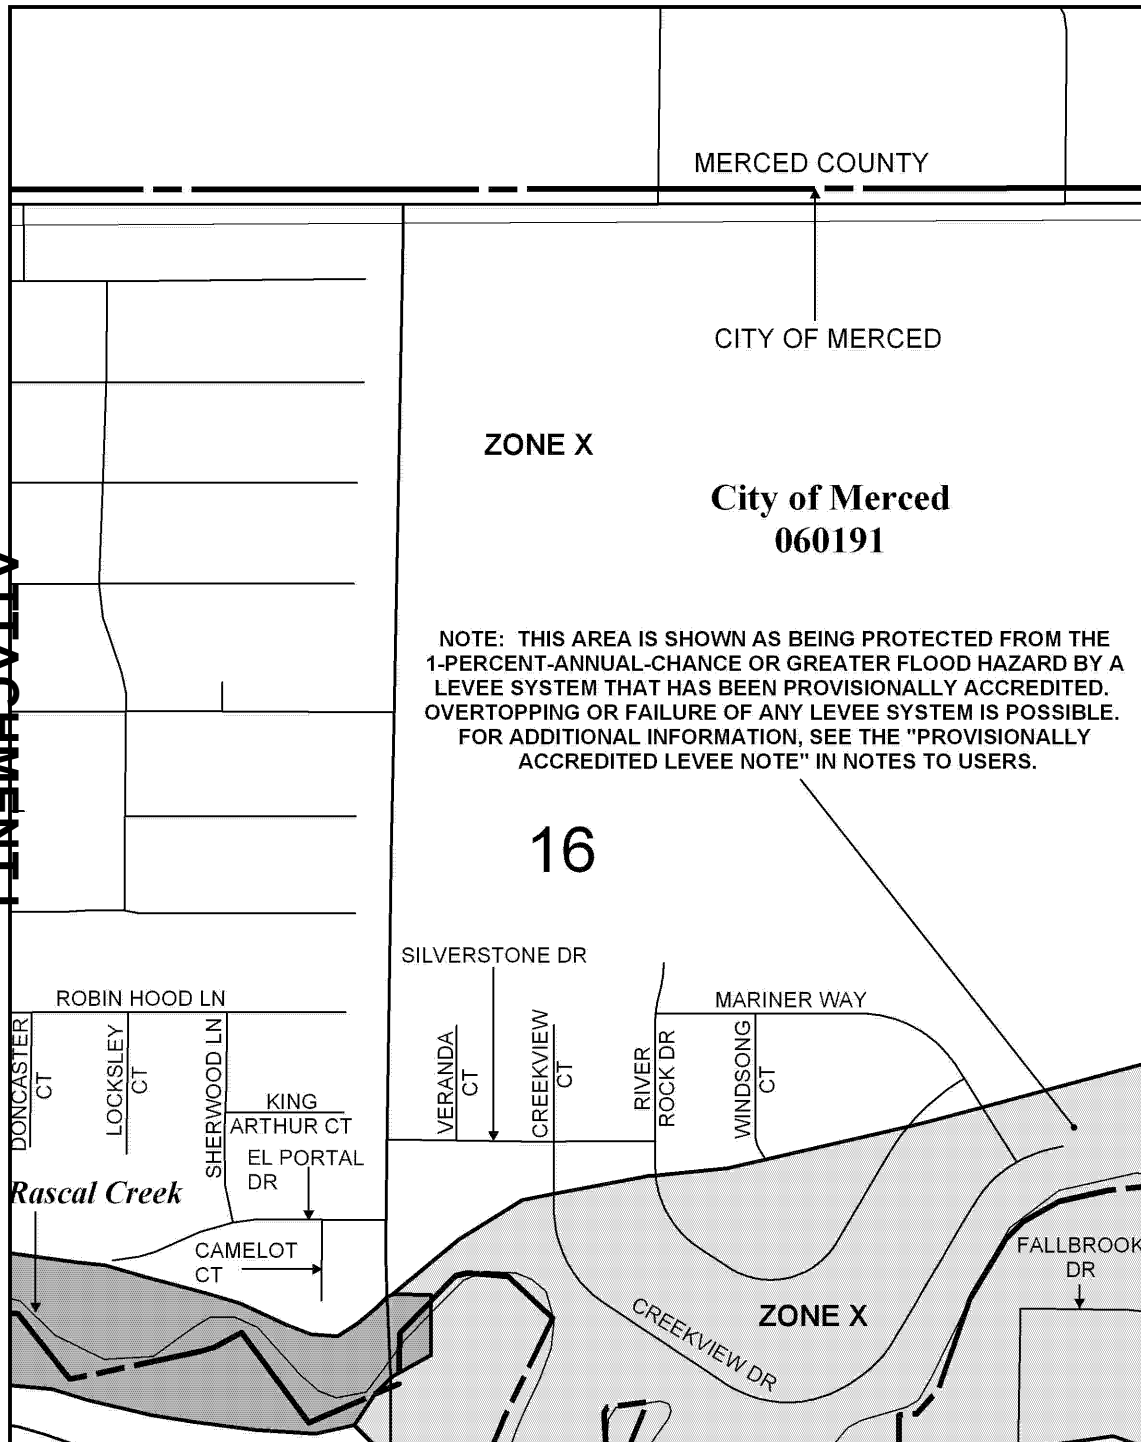 MERCED COUNTY
CITY OF MERCED
ZONE X
City of Merced
060191
ATTACHMENT I
NOTE: THIS AREA IS SHOWN AS BEING PROTECTED FROM THE
1-PERCENT-ANNUAL-CHANCE OR GREATER FLOOD HAZARD BY A
LEVEE SYSTEM THAT HAS BEEN PROVISIONALLY ACCREDITED.
OVERTOPPING OR FAILURE OF ANY LEVEE SYSTEM IS POSSIBLE.
FOR ADDITIONAL INFORMATION, SEE THE "PROVISIONALLY
ACCREDITED LEVEE NOTE" IN NOTES TO USERS.
16
SILVERSTONE DR
ROBIN HOOD LN
MARINER WAY
DONCASTER
CT
LOCKSLEY
CT
SHERWOOD LN
VERANDA
CT
CREEKVIEW
CT
RIVER
ROCK DR
WINDSONG
CT
KING
ARTHUR CT
EL PORTAL
DR
Rascal Creek
CAMELOT
CT
FALLBROOK
DR
CREEKVIEW DR
ZONE X